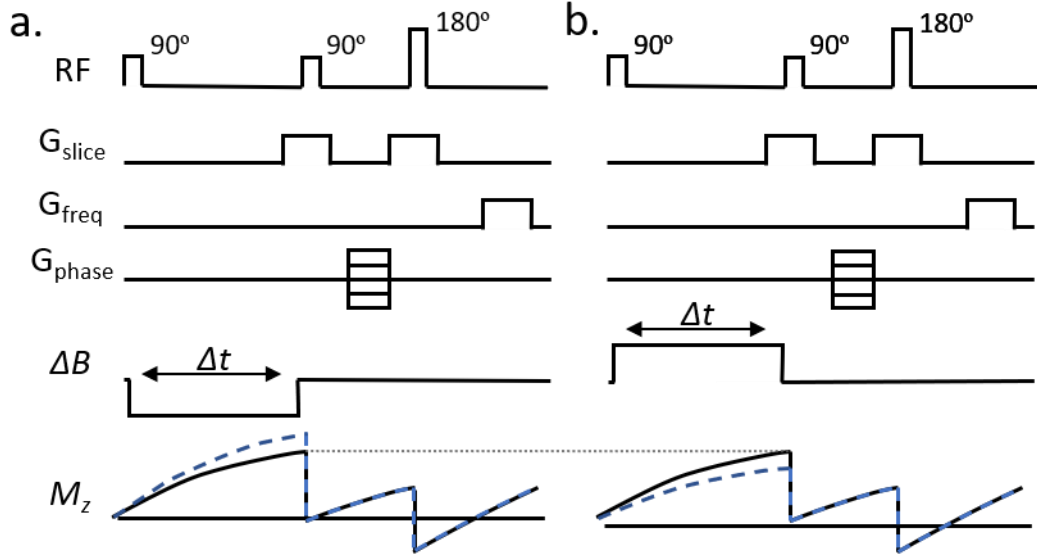 a.
RF
90º
90º
180º
G_slice
G_freq
G_phase
ΔB
Δt
M_z
b.
90º
90º
180º
Δt